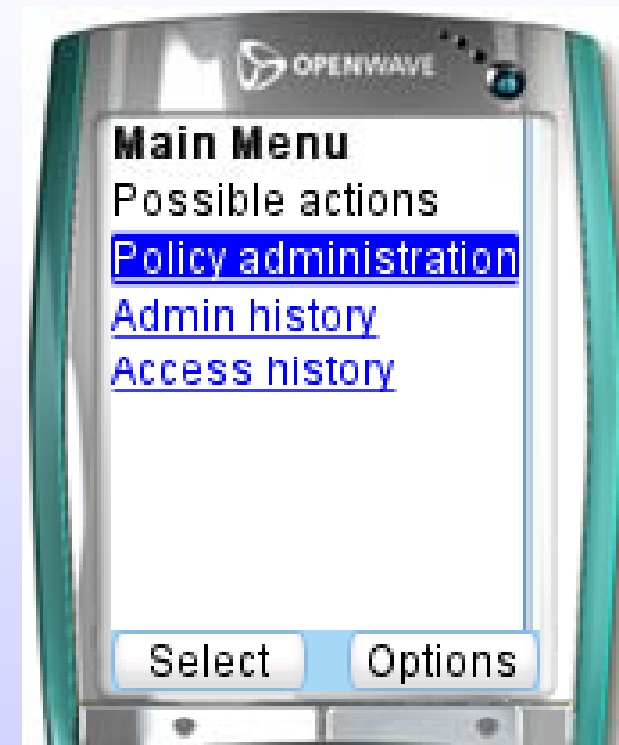 OPENWAVE
Main Menu
Possible actions
Policy administration
Admin history
Access history
Select Options